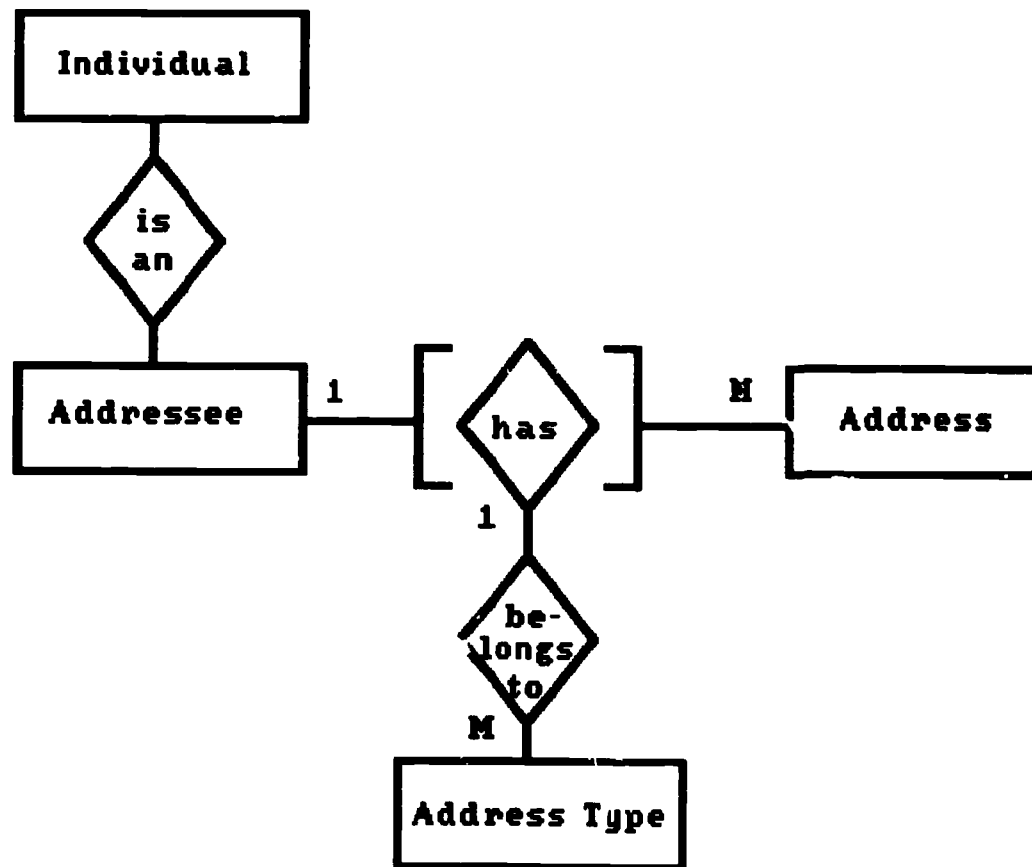 Individual
is
an
Addressee
1
has
M
Address
1
be-
longs
to
M
Address Type